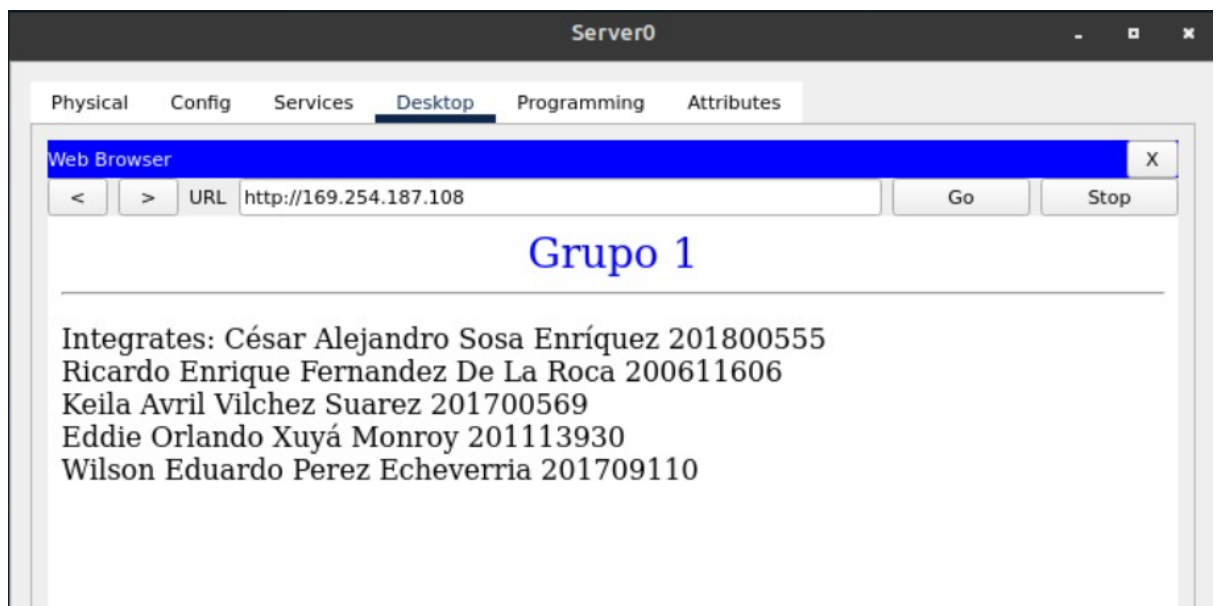 Server0
Physical Config Services Desktop Programming Attributes
Web Browser X
< > URL http://169.254.187.108 Go Stop
Grupo 1
Integrates: César Alejandro Sosa Enríquez 201800555
Ricardo Enrique Fernandez De La Roca 200611606
Keila Avril Vilchez Suarez 201700569
Eddie Orlando Xuyá Monroy 201113930
Wilson Eduardo Perez Echeverria 201709110